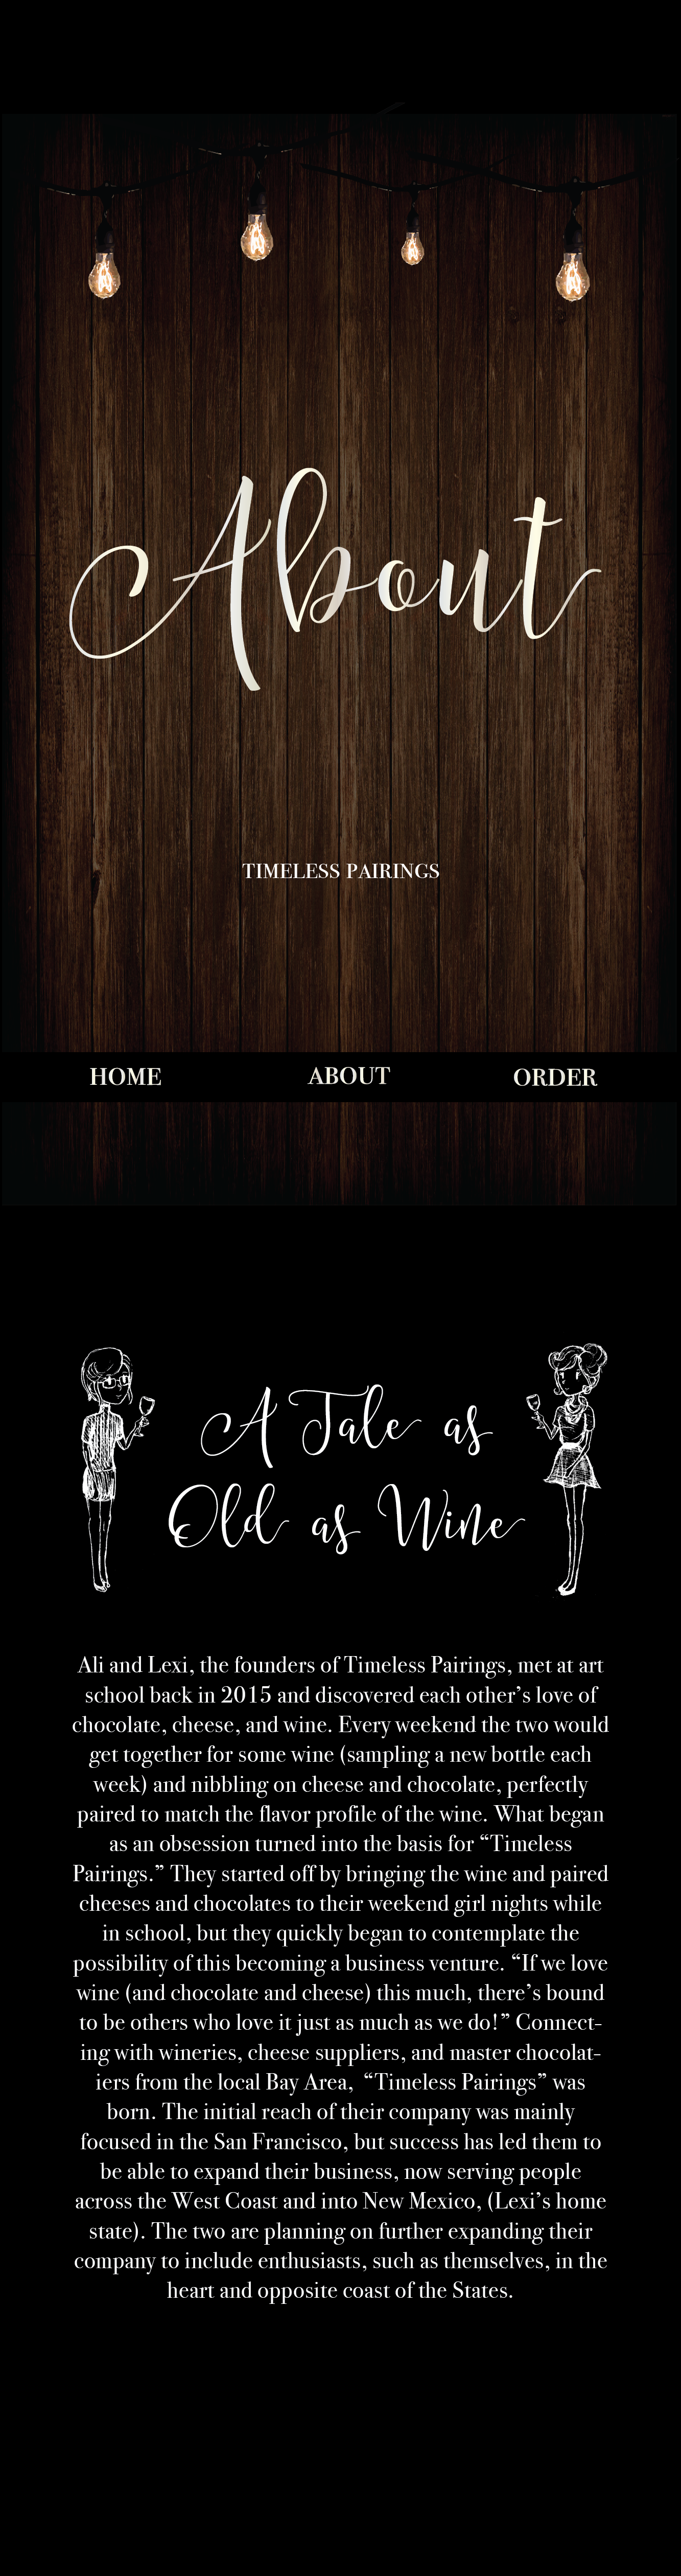 About
TIMELESS PAIRINGS
HOME ABOUT ORDER
A Tale as
Old as Wine
Ali and Lexi, the founders of Timeless Pairings, met at art
school back in 2015 and discovered each other’s love of
chocolate, cheese, and wine. Every weekend the two would
get together for some wine (sampling a new bottle each
week) and nibbling on cheese and chocolate, perfectly
paired to match the flavor profile of the wine. What began
as an obsession turned into the basis for “Timeless
Pairings.” They started off by bringing the wine and paired
cheeses and chocolates to their weekend girl nights while
in school, but they quickly began to contemplate the
possibility of this becoming a business venture. “If we love
wine (and chocolate and cheese) this much, there’s bound
to be others who love it just as much as we do!” Connect-
ing with wineries, cheese suppliers, and master chocolat-
iers from the local Bay Area, “Timeless Pairings” was
born. The initial reach of their company was mainly
focused in the San Francisco, but success has led them to
be able to expand their business, now serving people
across the West Coast and into New Mexico, (Lexi’s home
state). The two are planning on further expanding their
company to include enthusiasts, such as themselves, in the
heart and opposite coast of the States.